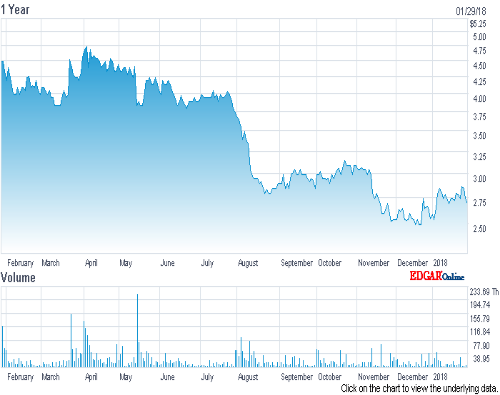 1 Year 01/29/18
$5.25
5.00
4.75
4.50
4.25
4.00
3.75
3.50
3.25
3.00
2.75
2.50
February March April May June July August September October November December 2018
Volume EDGAROnline
233.69 Th
194.74
155.79
116.84
77.90
38.95
February March April May June July August September October November December 2018
Click on the chart to view the underlying data.